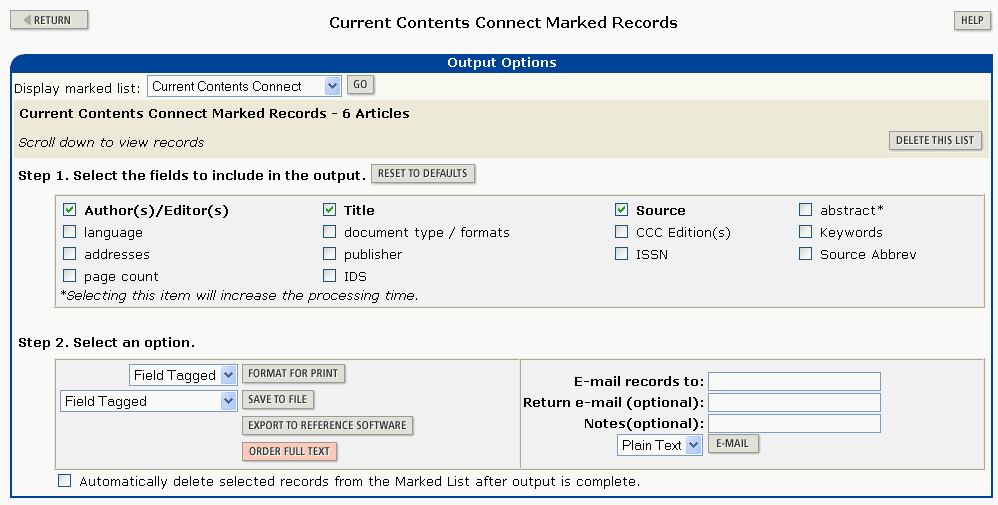 RETURN
Current Contents Connect Marked Records
HELP
Output Options
Display marked list: Current Contents Connect GO
Current Contents Connect Marked Records - 6 Articles
Scroll down to view records
DELETE THIS LIST
Step 1. Select the fields to include in the output. RESET TO DEFAULTS
Author(s)/Editor(s) Title Source abstract*
language document type / formats CCC Edition(s) Keywords
addresses publisher ISSN Source Abbrev
page count IDS
*Selecting this item will increase the processing time.
Step 2. Select an option.
Field Tagged FORMAT FOR PRINT
Field Tagged SAVE TO FILE
EXPORT TO REFERENCE SOFTWARE
ORDER FULL TEXT
E-mail records to:
Return e-mail (optional):
Notes(optional):
Plain Text E-MAIL
Automatically delete selected records from the Marked List after output is complete.